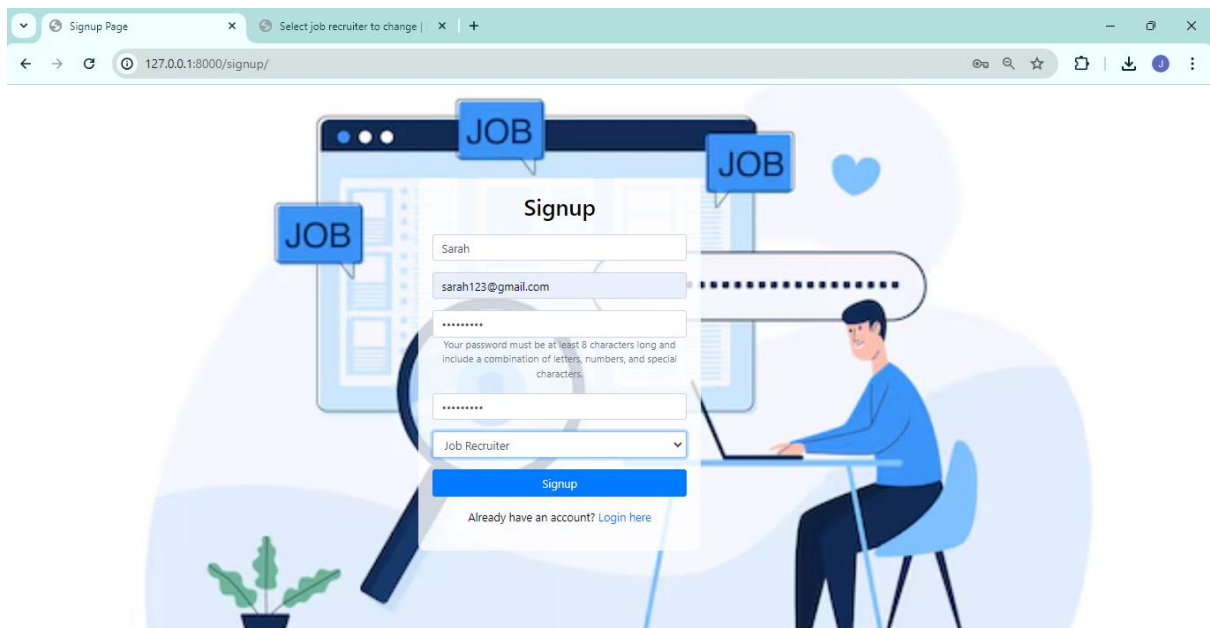 Signup Page
Select job recruiter to change |
127.0.0.1:8000/signup/
J
JOB
JOB
JOB
Signup
Sarah
sarah123@gmail.com
•••••••••
Your password must be at least 8 characters long and
include a combination of letters, numbers, and special
characters.
•••••••••
Job Recruiter
Signup
Already have an account? Login here